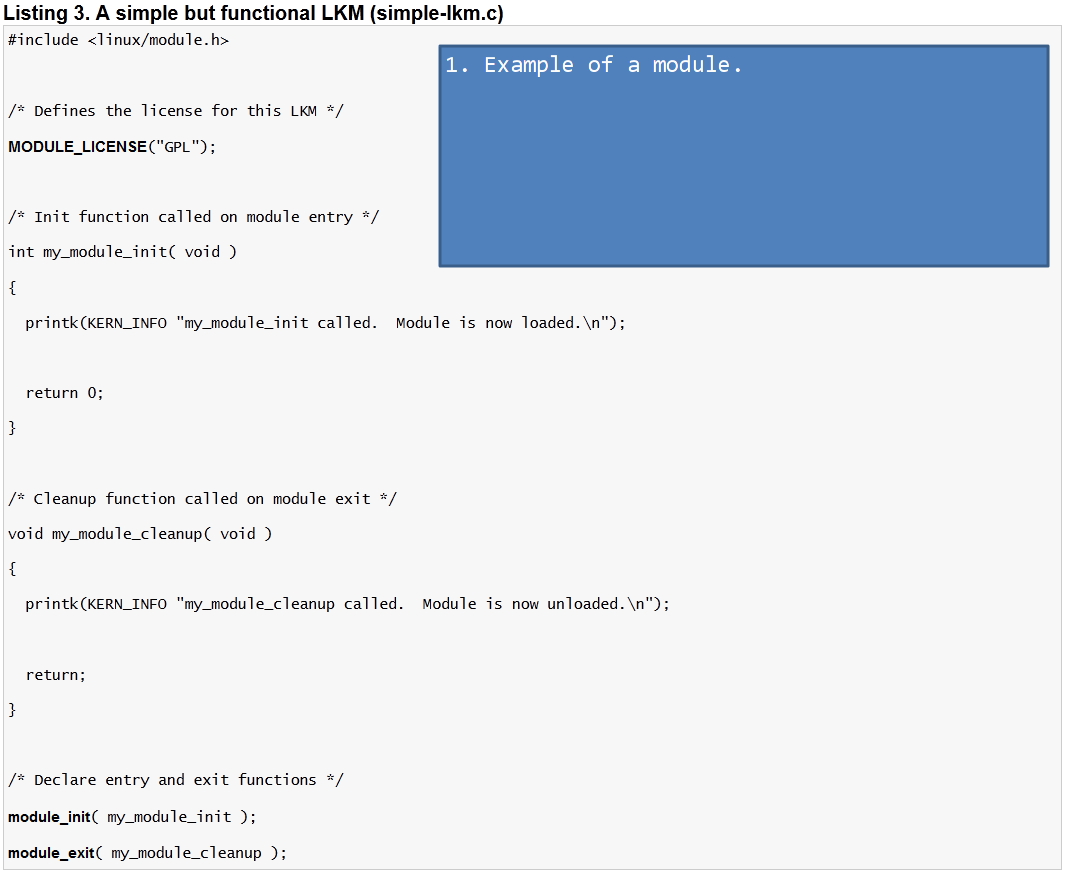 Listing 3. A simple but functional LKM (simple-lkm.c)
#include <linux/module.h>
1. Example of a module.
/* Defines the license for this LKM */
MODULE_LICENSE("GPL");
/* Init function called on module entry */
int my_module_init( void )
{
  printk(KERN_INFO "my_module_init called.  Module is now loaded.\n");
  return 0;
}
/* Cleanup function called on module exit */
void my_module_cleanup( void )
{
  printk(KERN_INFO "my_module_cleanup called.  Module is now unloaded.\n");
  return;
}
/* Declare entry and exit functions */
module_init( my_module_init );
module_exit( my_module_cleanup );